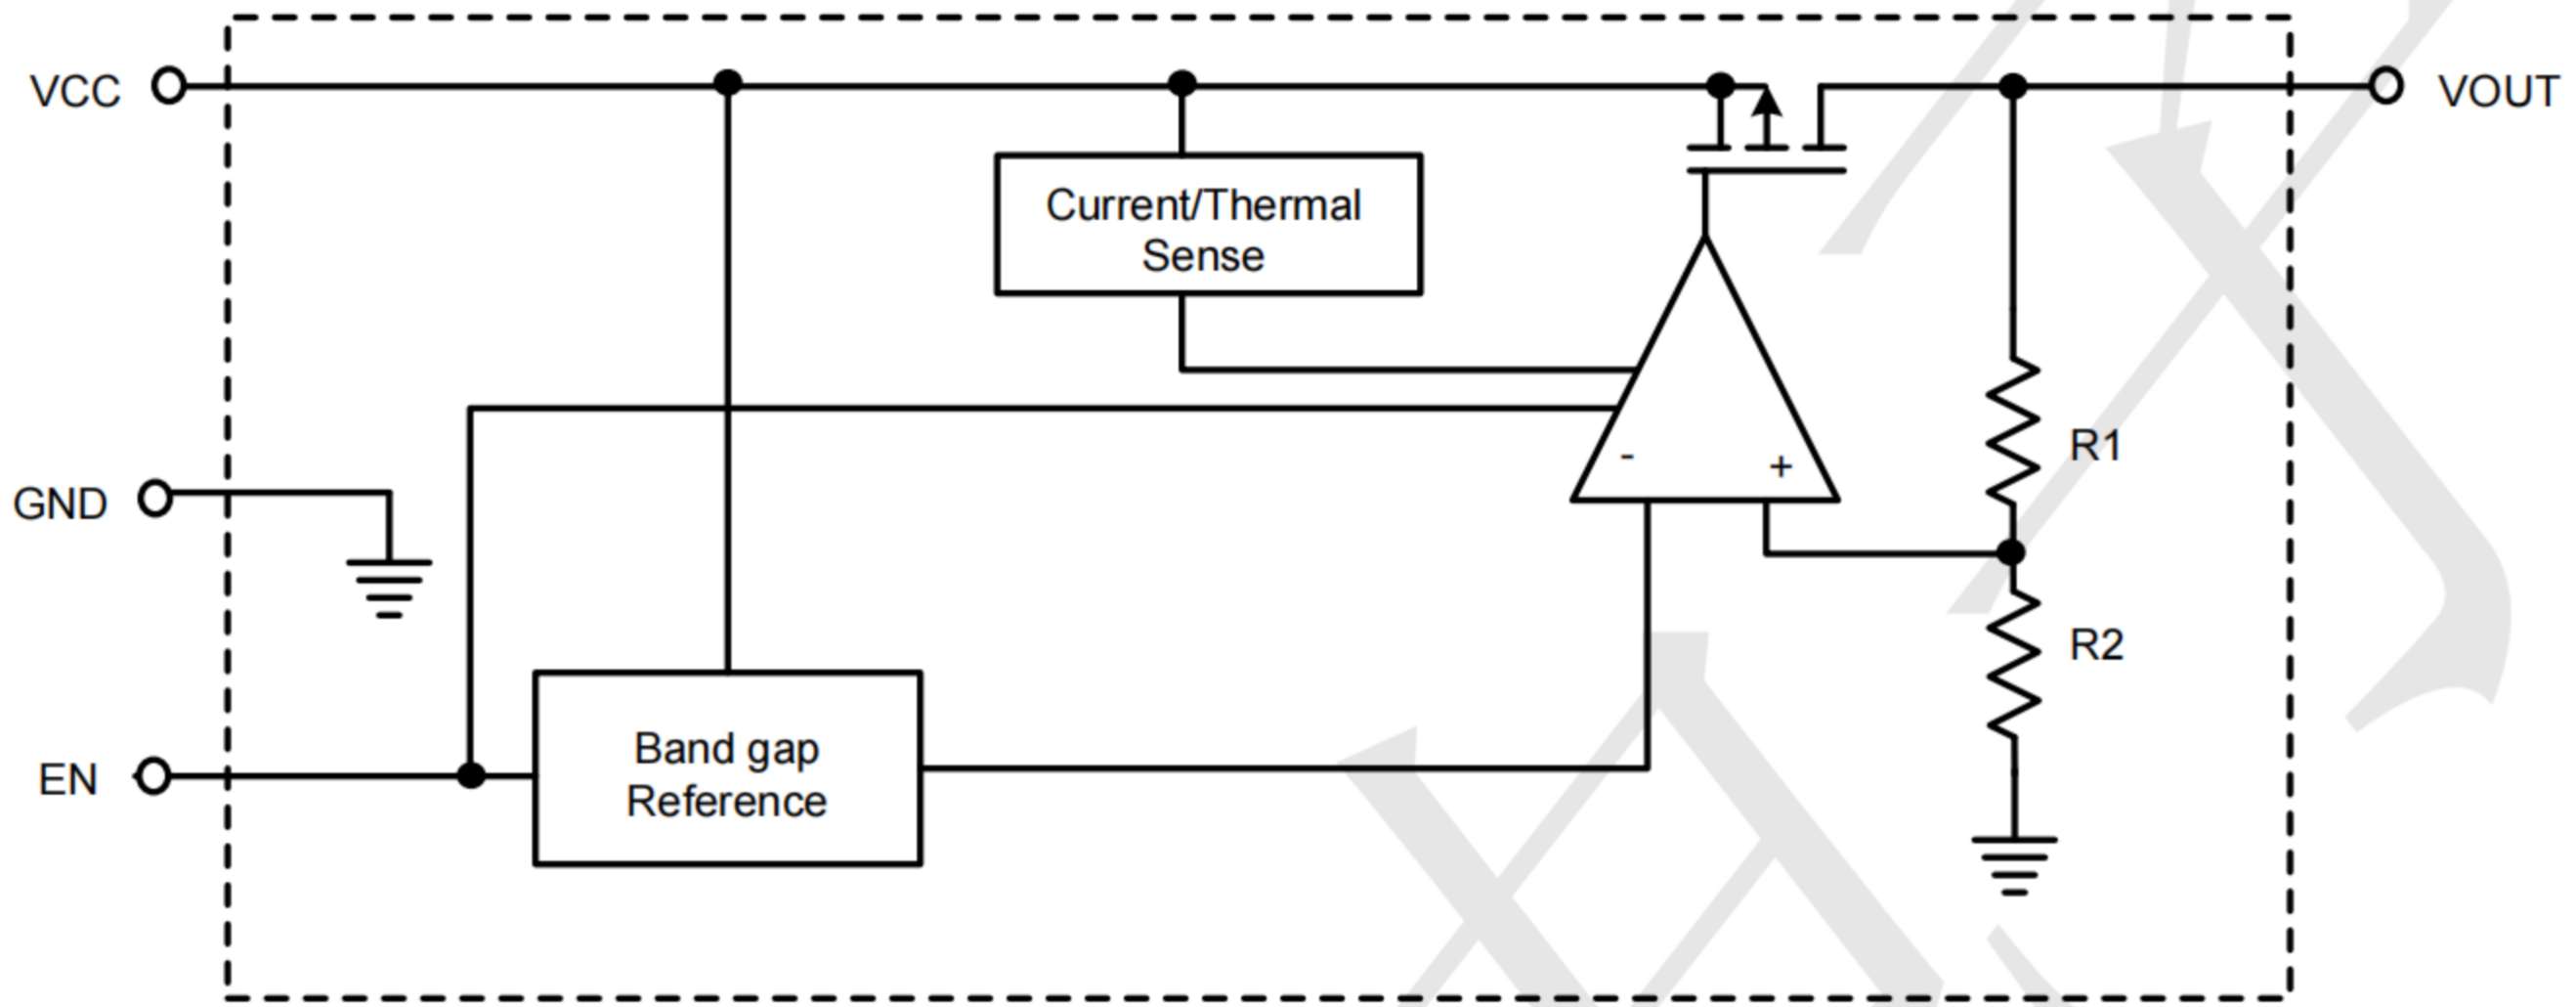 VCC
VOUT
Current/Thermal
Sense
R1
-
+
GND
R2
Band gap
Reference
EN